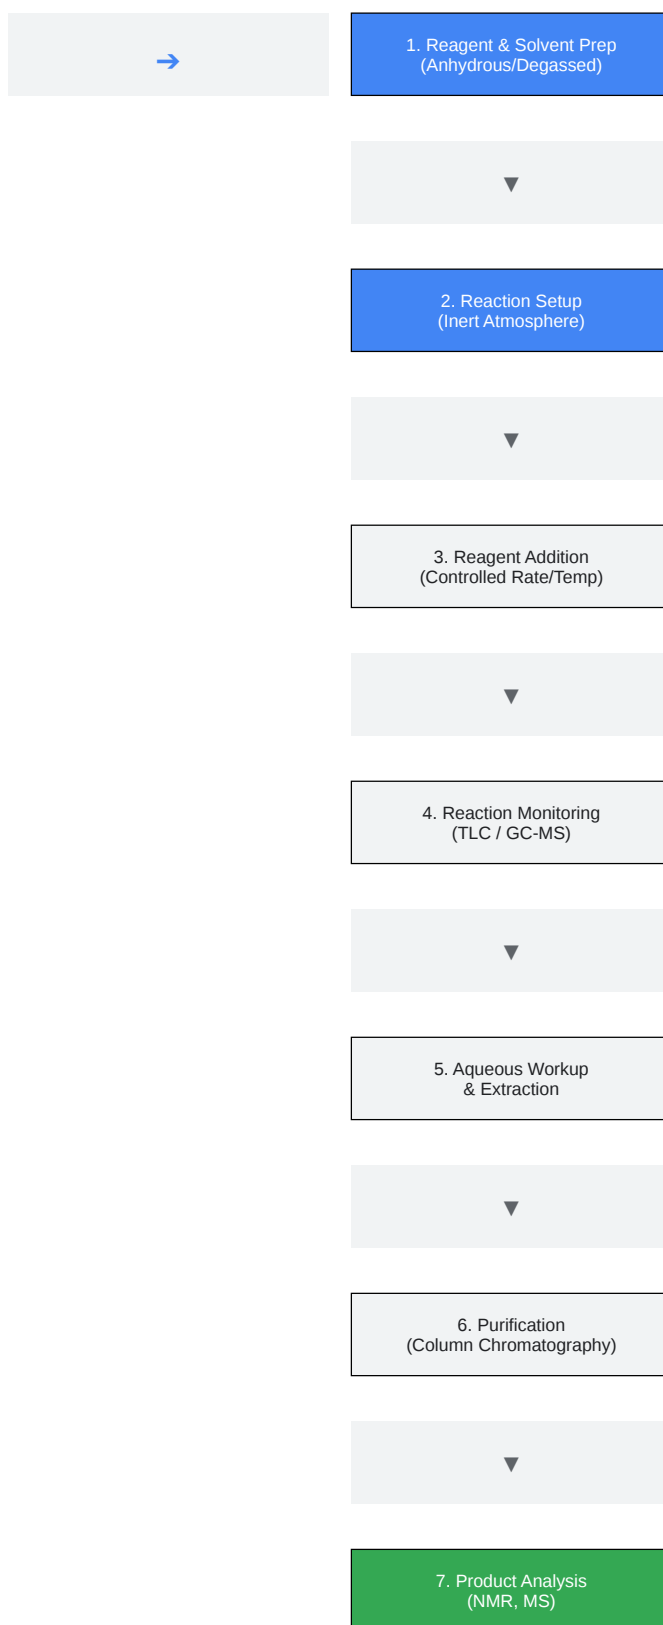 ➔
1. Reagent & Solvent Prep
(Anhydrous/Degassed)
▼
2. Reaction Setup
(Inert Atmosphere)
▼
3. Reagent Addition
(Controlled Rate/Temp)
▼
4. Reaction Monitoring
(TLC / GC-MS)
▼
5. Aqueous Workup
& Extraction
▼
6. Purification
(Column Chromatography)
▼
7. Product Analysis
(NMR, MS)